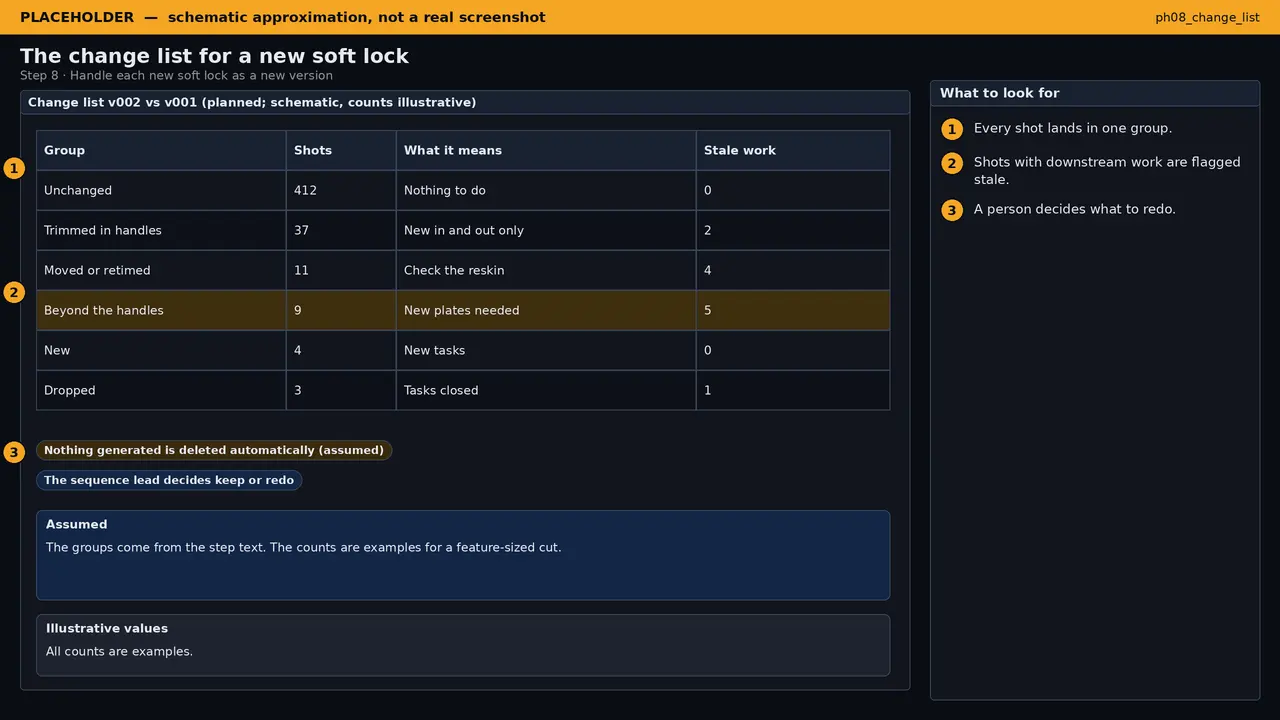 PLACEHOLDER — schematic approximation, not a real screenshot
ph08_change_list
The change list for a new soft lock
Step 8 · Handle each new soft lock as a new version
Change list v002 vs v001 (planned; schematic, counts illustrative)
Group Shots What it means Stale work
1
Unchanged 412 Nothing to do 0
Trimmed in handles 37 New in and out only 2
Moved or retimed 11 Check the reskin 4
2
Beyond the handles 9 New plates needed 5
New 4 New tasks 0
Dropped 3 Tasks closed 1
3 Nothing generated is deleted automatically (assumed)
The sequence lead decides keep or redo
Assumed
The groups come from the step text. The counts are examples for a feature-sized cut.
Illustrative values
All counts are examples.
What to look for
1 Every shot lands in one group.
2 Shots with downstream work are flagged
stale.
3 A person decides what to redo.